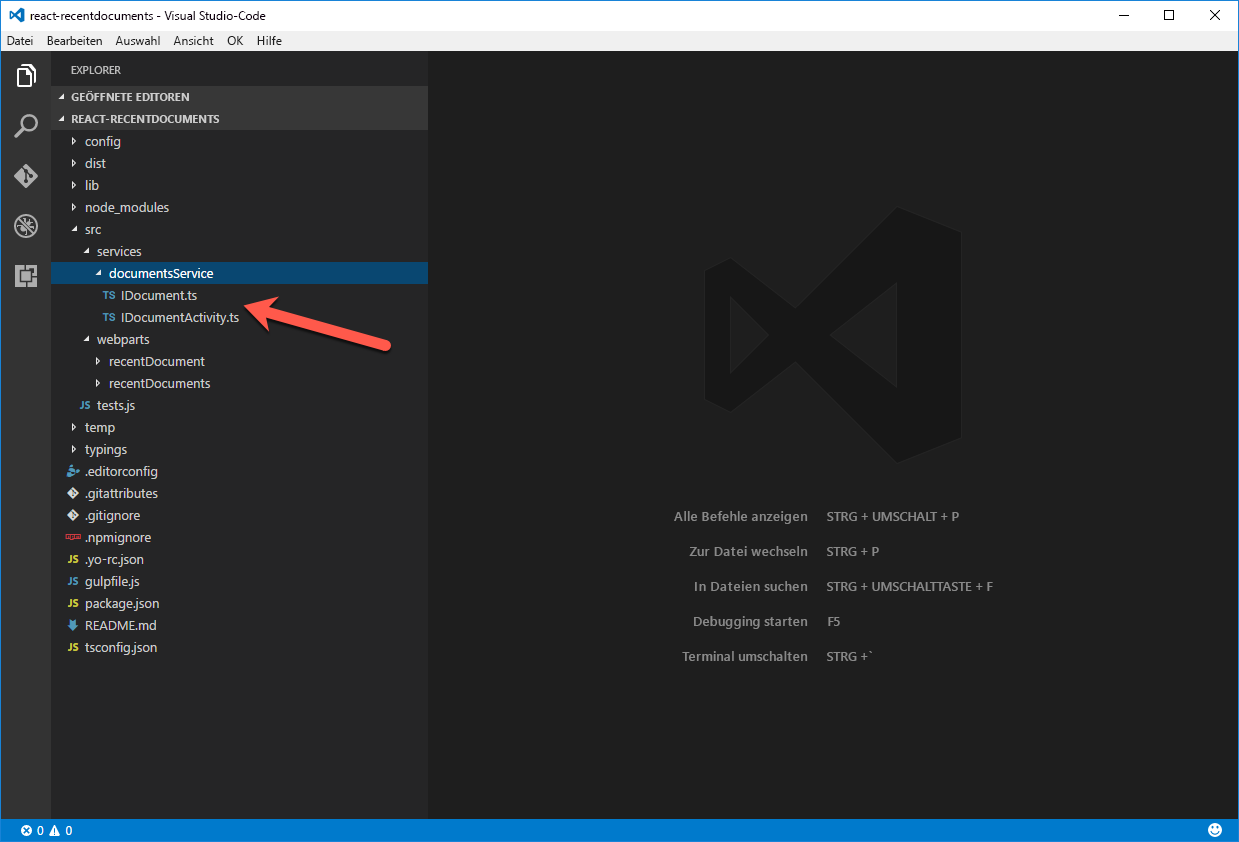 react-recentdocuments - Visual Studio-Code
Datei Bearbeiten Auswahl Ansicht OK Hilfe
EXPLORER
GEÖFFNETE EDITOREN
REACT-RECENTDOCUMENTS
config
dist
lib
node_modules
src
services
documentsService
TS IDocument.ts
TS IDocumentActivity.ts
webparts
recentDocument
recentDocuments
JS tests.js
temp
typings
.editorconfig
.gitattributes
.gitignore
.npmignore
JS .yo-rc.json
JS gulpfile.js
JS package.json
README.md
JS tsconfig.json
Alle Befehle anzeigen STRG + UMSCHALT + P
Zur Datei wechseln STRG + P
In Dateien suchen STRG + UMSCHALTTASTE + F
Debugging starten F5
Terminal umschalten STRG +`
0 0